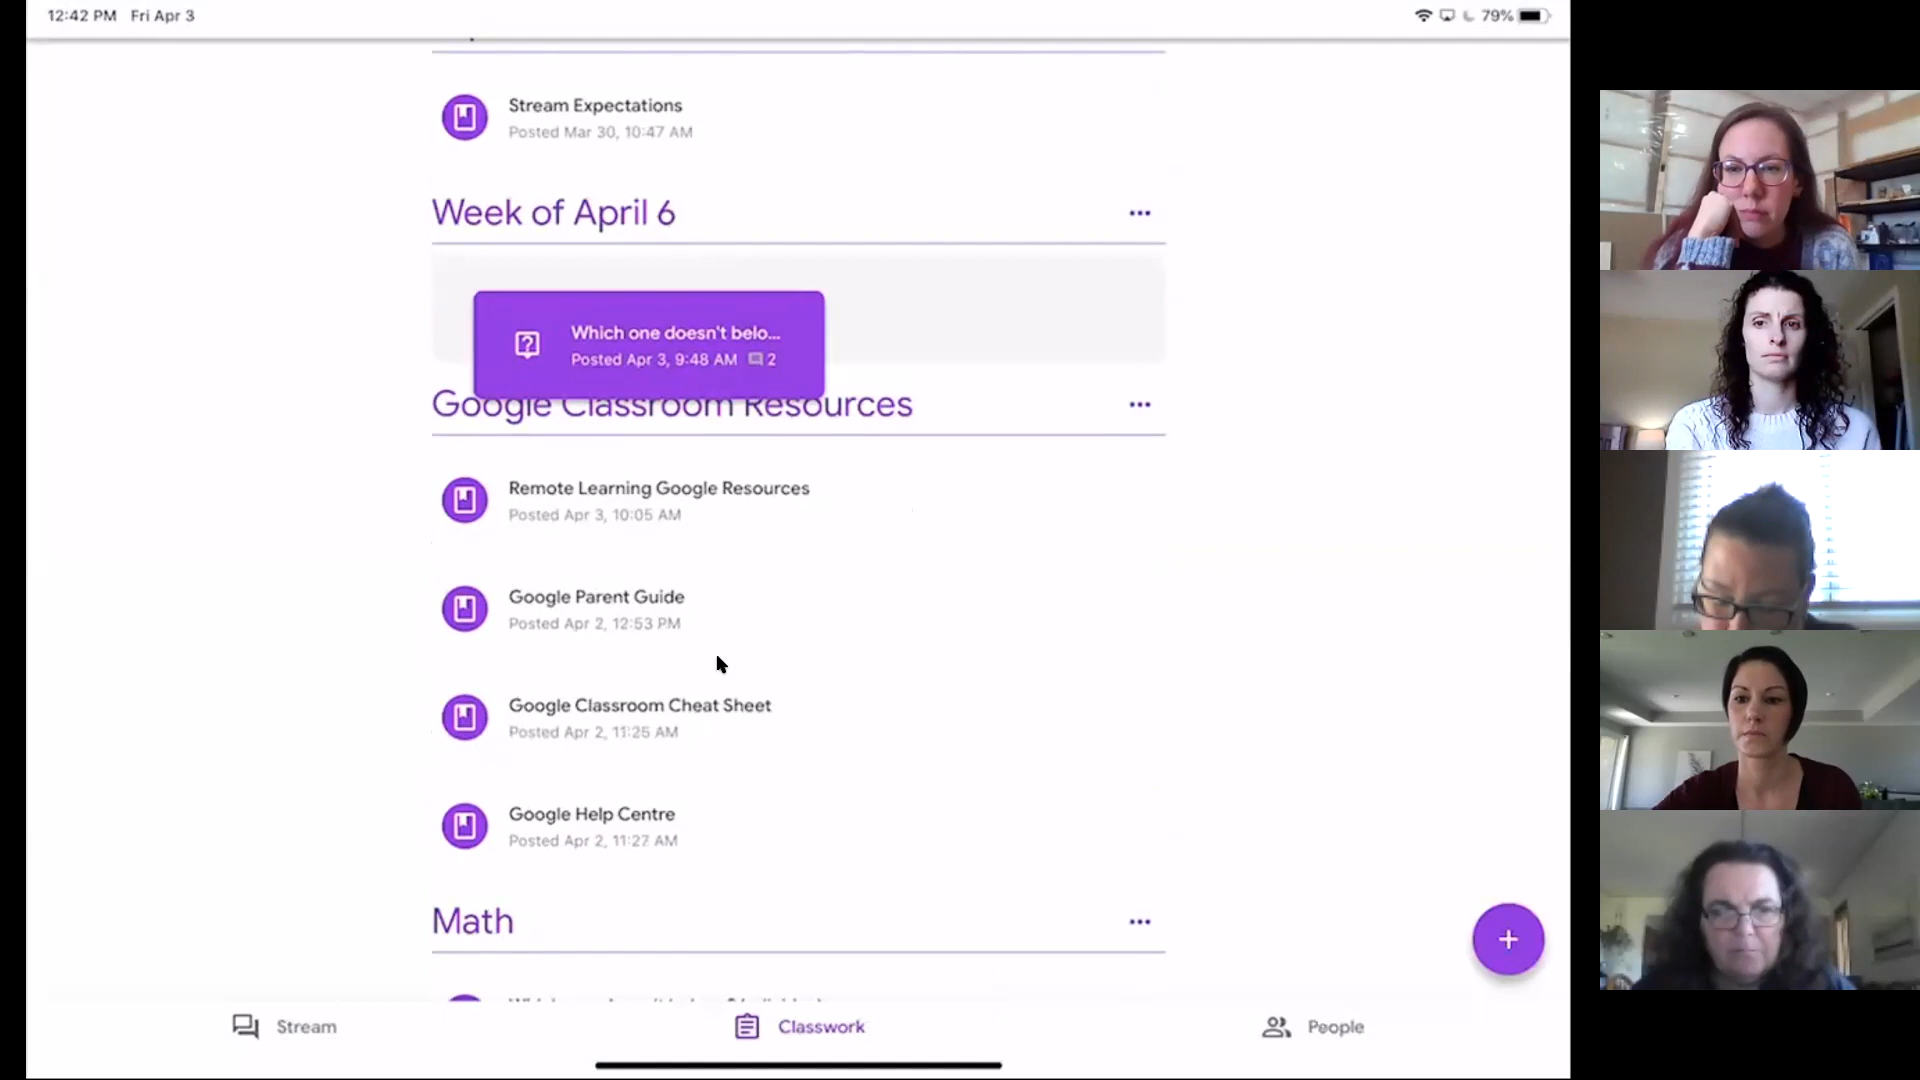 12:42 PM Fri Apr 3
79%
Stream Expectations
Posted Mar 30, 10:47 AM
Week of April 6
Which one doesn't belo...
Posted Apr 3, 9:48 AM 2
Google Classroom Resources
Remote Learning Google Resources
Posted Apr 3, 10:05 AM
Google Parent Guide
Posted Apr 2, 12:53 PM
Google Classroom Cheat Sheet
Posted Apr 2, 11:25 AM
Google Help Centre
Posted Apr 2, 11:27 AM
Math
Stream
Classwork
People